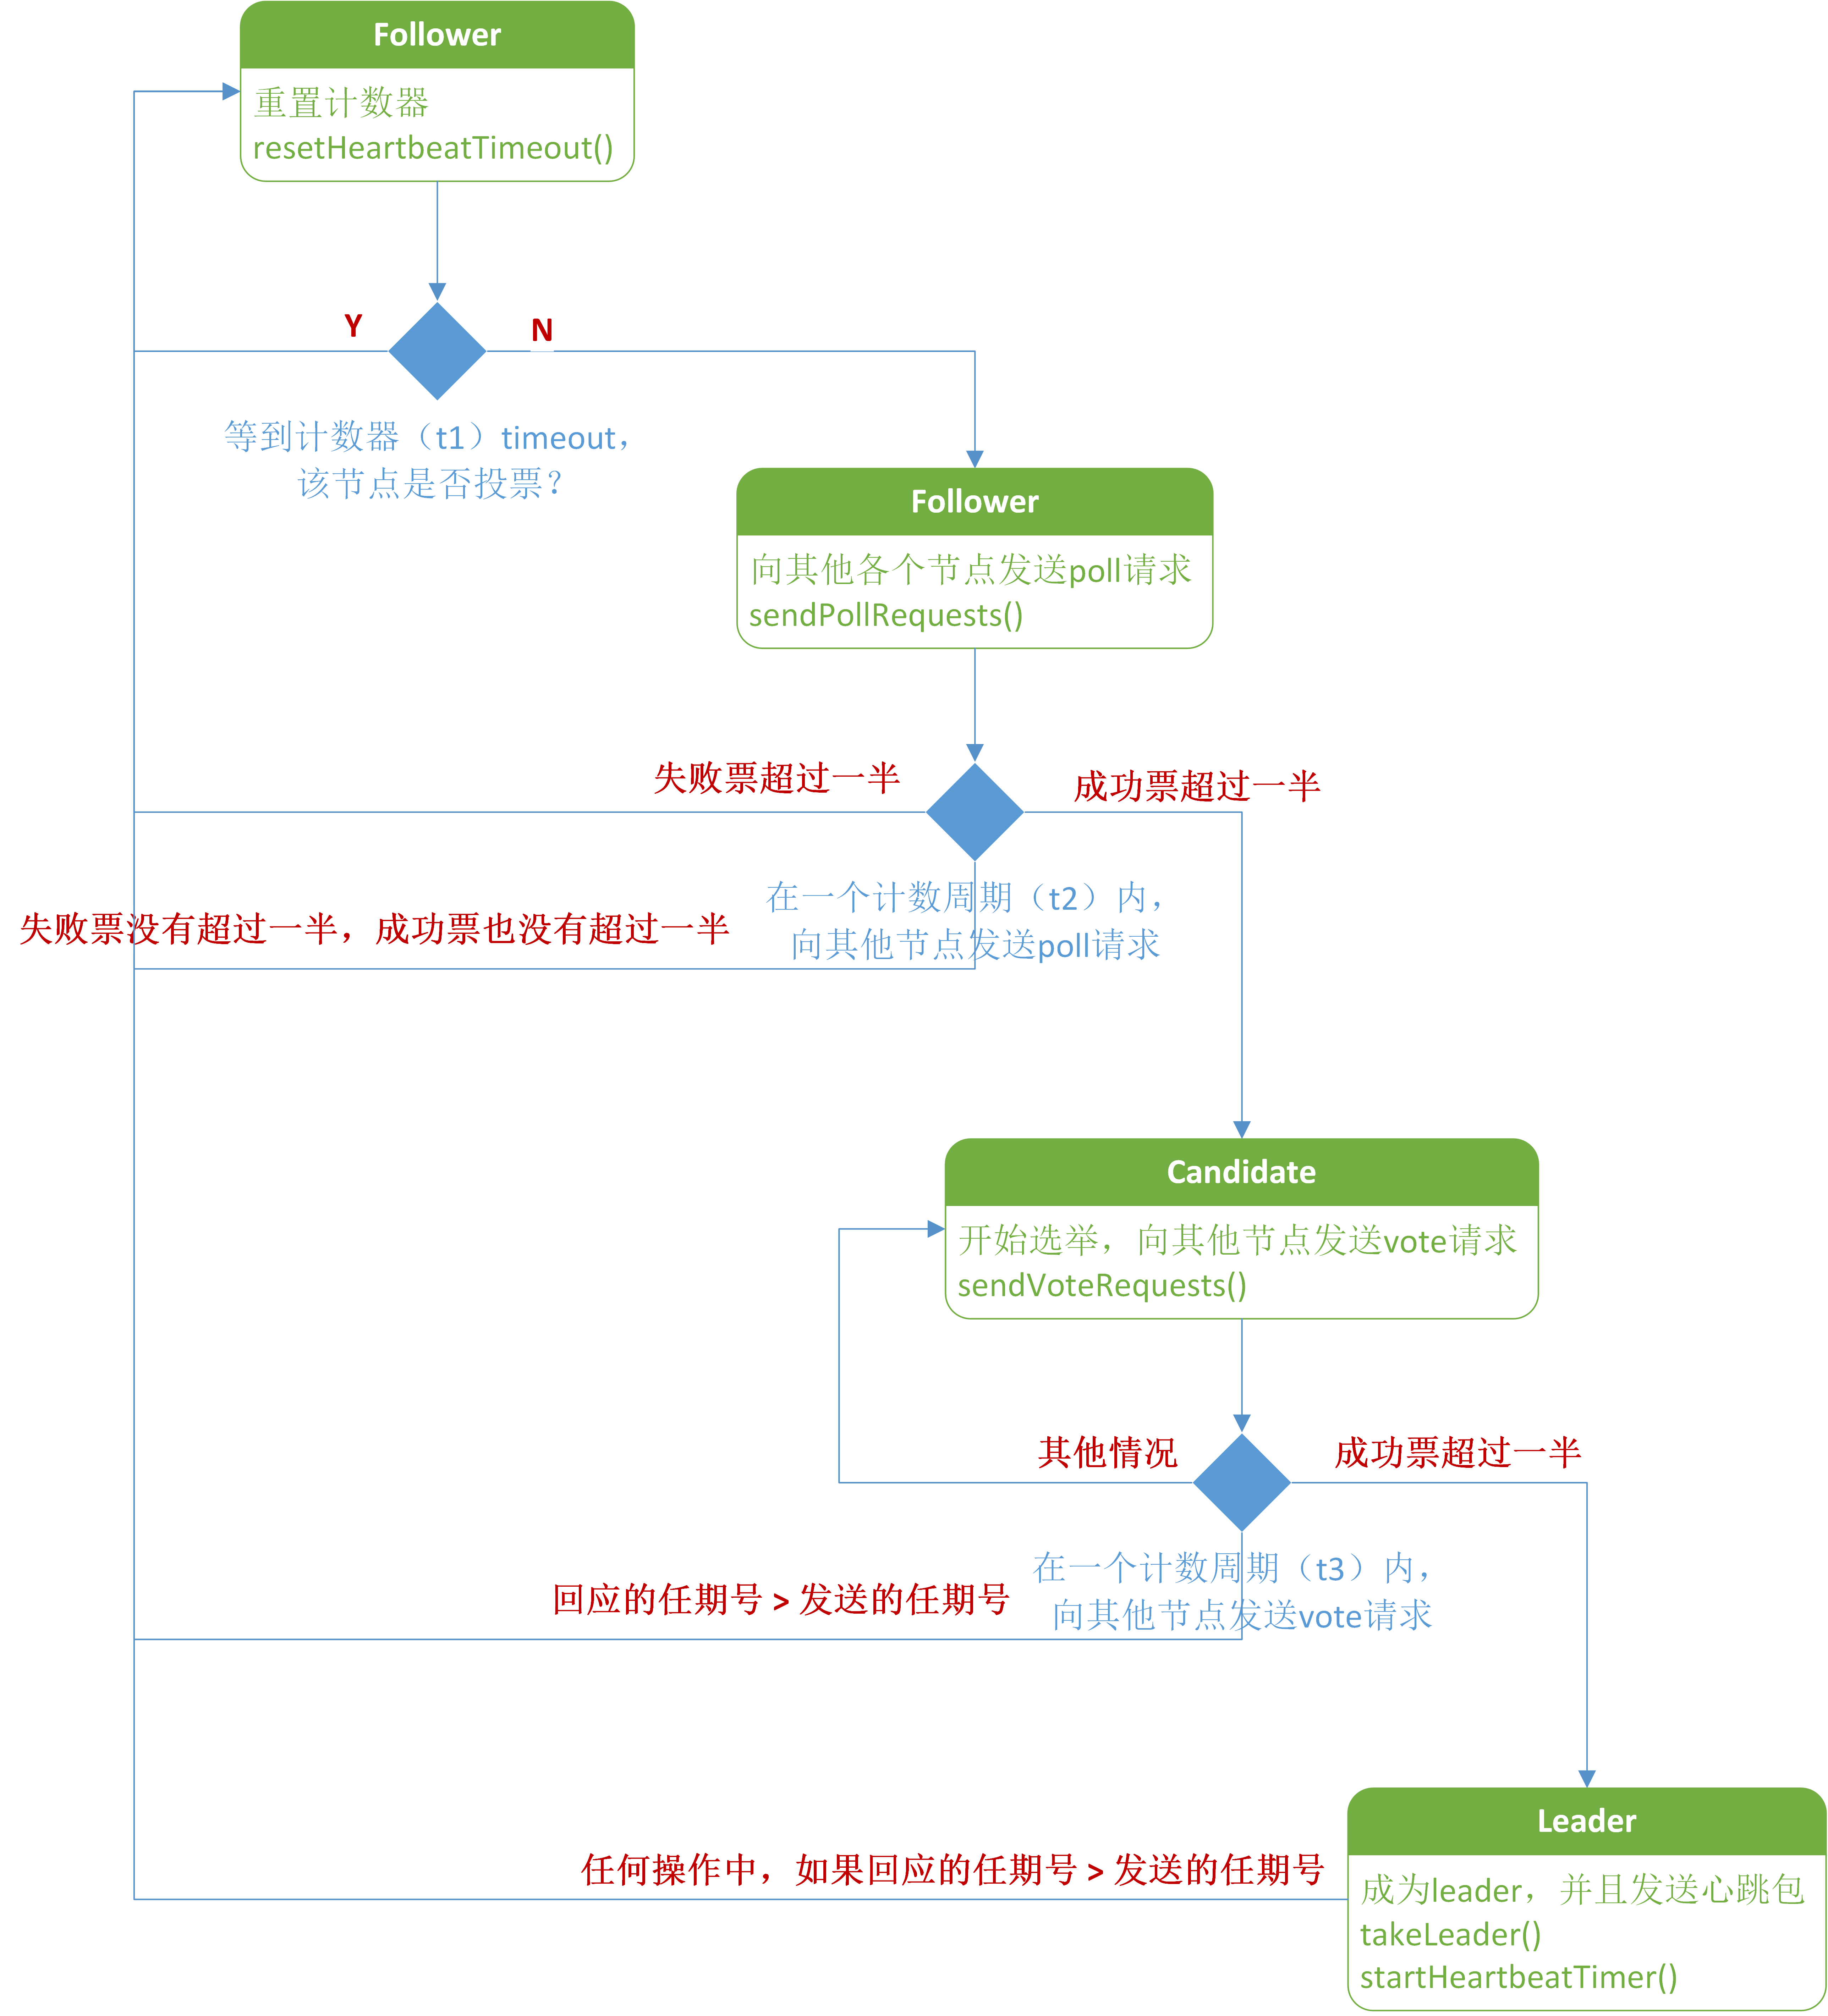 Follower
重置计数器
resetHeartbeatTimeout()
Y
N
等到计数器（t1）timeout，
该节点是否投票？
Follower
向其他各个节点发送poll请求
sendPollRequests()
失败票超过一半
成功票超过一半
在一个计数周期（t2）内，
向其他节点发送poll请求
失败票没有超过一半，成功票也没有超过一半
Candidate
开始选举，向其他节点发送vote请求
sendVoteRequests()
其他情况
成功票超过一半
在一个计数周期（t3）内，
向其他节点发送vote请求
回应的任期号 > 发送的任期号
Leader
任何操作中，如果回应的任期号 > 发送的任期号
成为leader，并且发送心跳包
takeLeader()
startHeartbeatTimer()